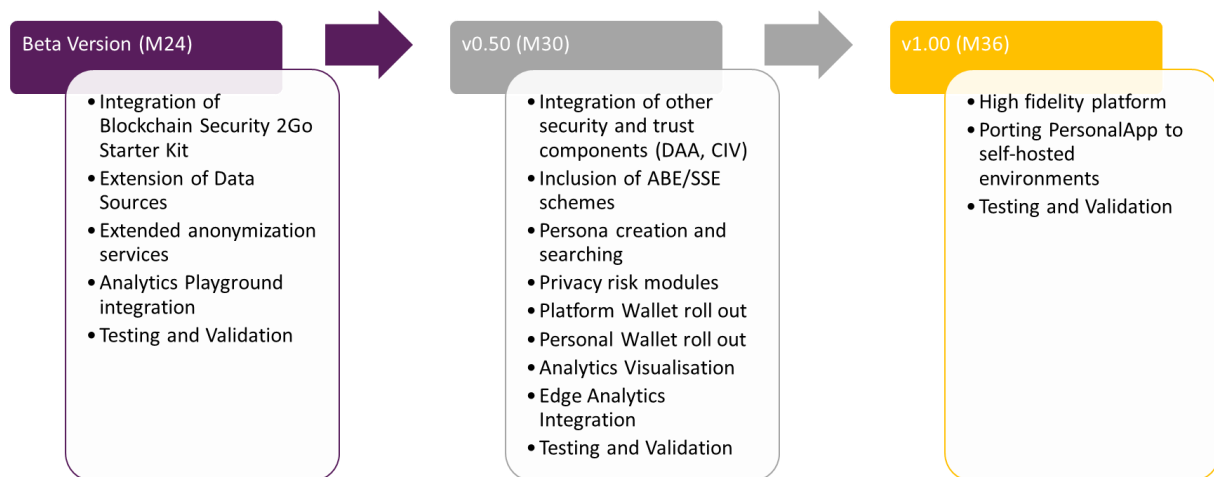 Beta Version (M24)
• Integration of
Blockchain Security 2Go
Starter Kit
• Extension of Data
Sources
• Extended anonymization
services
• Analytics Playground
integration
• Testing and Validation
v0.50 (M30)
• Integration of other
security and trust
components (DAA, CIV)
• Inclusion of ABE/SSE
schemes
• Persona creation and
searching
• Privacy risk modules
• Platform Wallet roll out
• Personal Wallet roll out
• Analytics Visualisation
• Edge Analytics
Integration
• Testing and Validation
v1.00 (M36)
• High fidelity platform
• Porting PersonalApp to
self-hosted
environments
• Testing and Validation